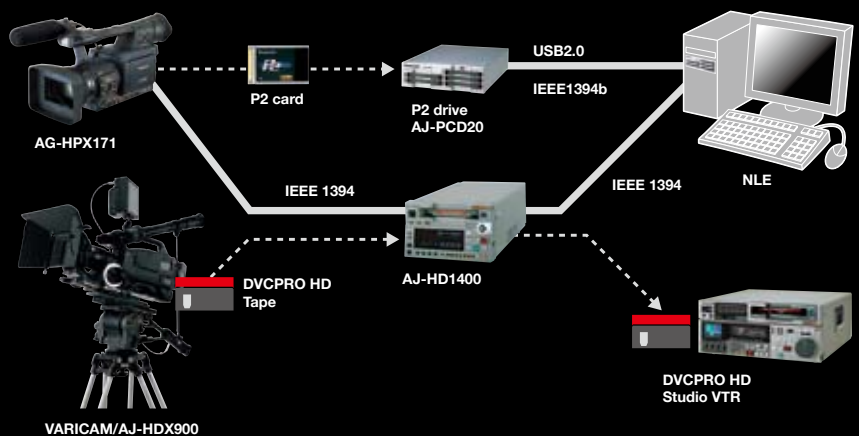 USB2.0
IEEE1394b
P2 card
P2 drive
AJ-PCD20
AG-HPX171
NLE
IEEE 1394
IEEE 1394
AJ-HD1400
DVCPRO HD
Tape
DVCPRO HD
Studio VTR
VARICAM/AJ-HDX900